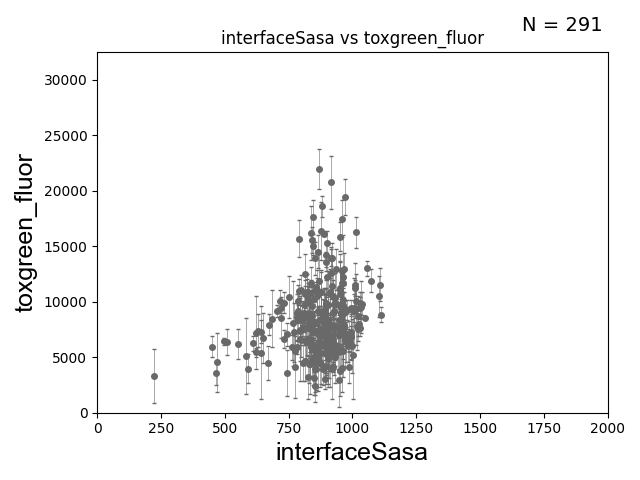 N = 291
interfaceSasa vs toxgreen_fluor
30000
25000
20000
15000
10000
5000
0
toxgreen_fluor
0 250 500 750 1000 1250 1500 1750 2000
interfaceSasa